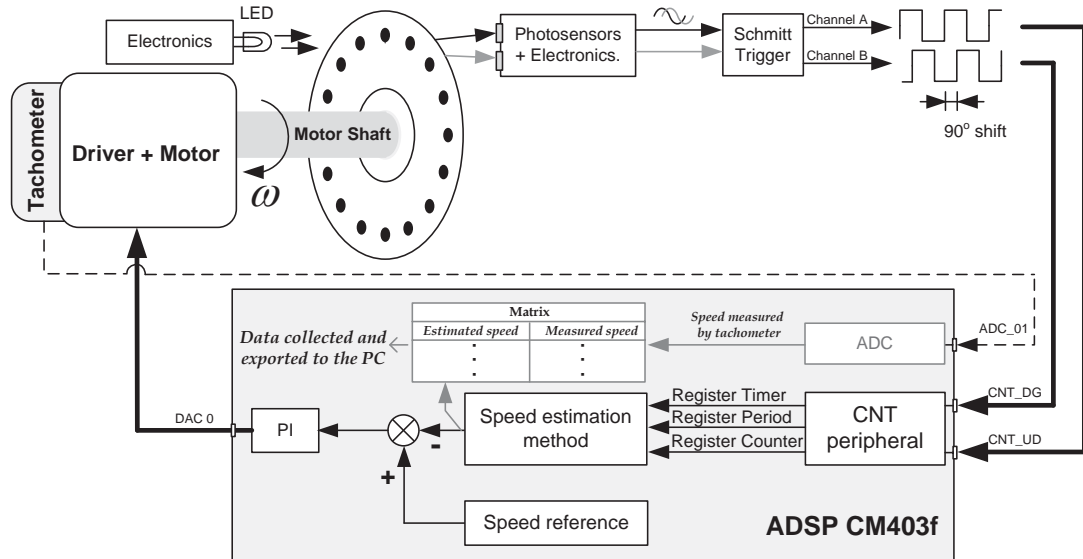 LED
Electronics
Photosensors
+ Electronics.
Schmitt
Trigger
Channel A
Channel B
90° shift
Tachometer
Driver + Motor
Motor Shaft
ω
Matrix
Estimated speed
Measured speed
Data collected and
exported to the PC
Speed measured
by tachometer
ADC
ADC_01
DAC 0
PI
-
+
Speed estimation
method
Register Timer
Register Period
Register Counter
CNT
peripheral
CNT_DG
CNT_UD
Speed reference
ADSP CM403f